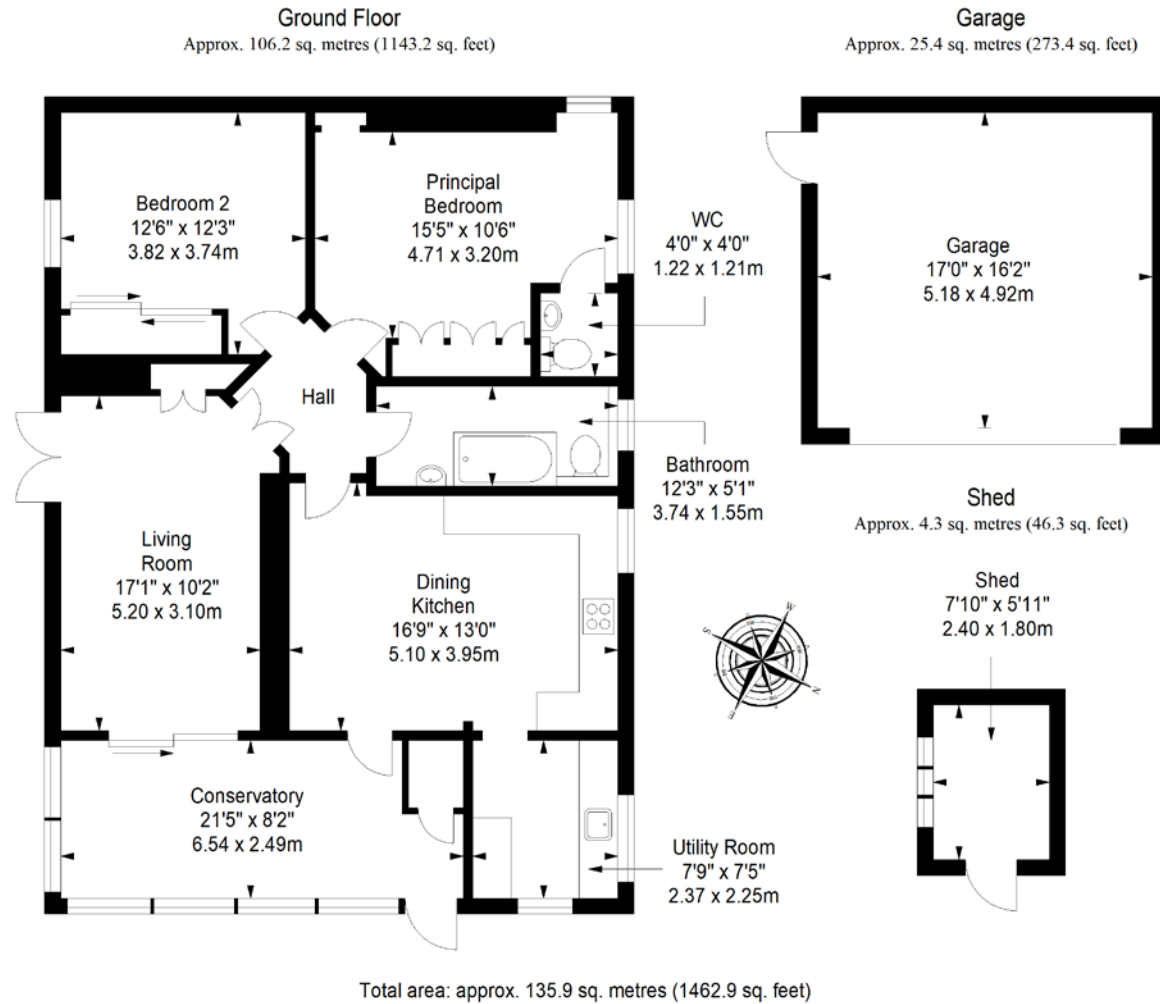 Ground Floor
Approx. 106.2 sq. metres (1143.2 sq. feet)
Garage
Approx. 25.4 sq. metres (273.4 sq. feet)
Bedroom 2
12'6" x 12'3"
3.82 x 3.74m
Principal
Bedroom
15'5" x 10'6"
4.71 x 3.20m
WC
4'0" x 4'0"
1.22 x 1.21m
Garage
17'0" x 16'2"
5.18 x 4.92m
Hall
Bathroom
12'3" x 5'1"
3.74 x 1.55m
Shed
Approx. 4.3 sq. metres (46.3 sq. feet)
Living
Room
17'1" x 10'2"
5.20 x 3.10m
Dining
Kitchen
16'9" x 13'0"
5.10 x 3.95m
Shed
7'10" x 5'11"
2.40 x 1.80m
W
S
N
E
Conservatory
21'5" x 8'2"
6.54 x 2.49m
Utility Room
7'9" x 7'5"
2.37 x 2.25m
Total area: approx. 135.9 sq. metres (1462.9 sq. feet)